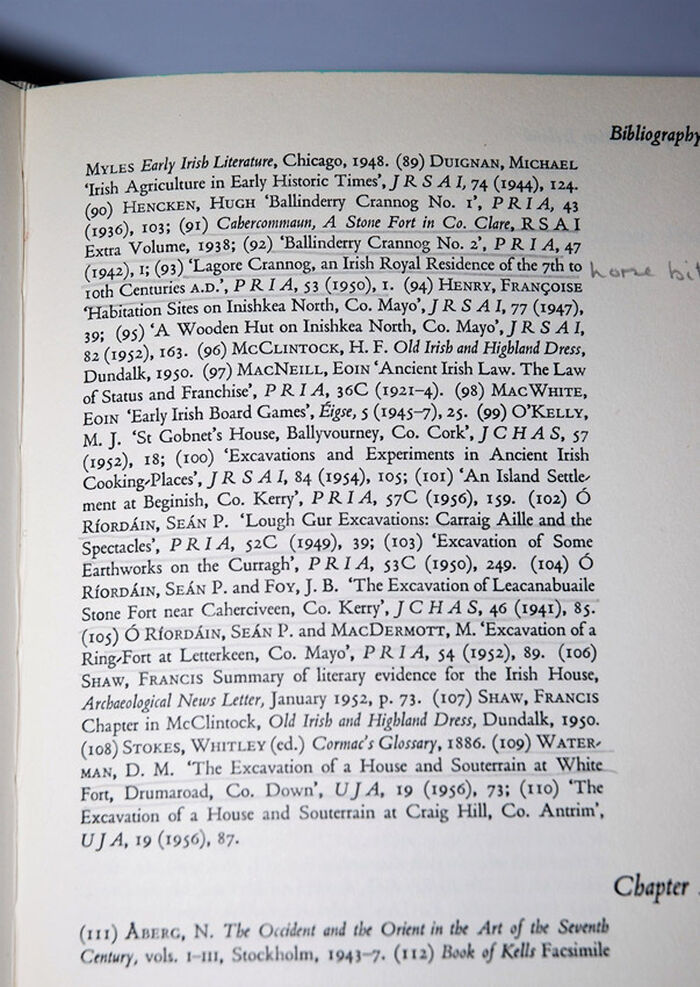 Bibliography
MYLES Early Irish Literature, Chicago, 1948. (89) DUIGNAN, MICHAEL
'Irish Agriculture in Early Historic Times', J R S A I, 74 (1944), 124.
(90) HENCKEN, HUGH 'Ballinderry Crannog No. 1', P R I A, 43
(1936), 103; (91) Cahercommaun, A Stone Fort in Co. Clare, R S A I
Extra Volume, 1938; (92) 'Ballinderry Crannog No. 2', P R I A, 47
(1942), 1; (93) 'Lagore Crannog, an Irish Royal Residence of the 7th to
horse bit
10th Centuries A.D.', P R I A, 53 (1950), 1. (94) HENRY, FRANÇOISE
'Habitation Sites on Inishkea North, Co. Mayo', J R S A I, 77 (1947),
39; (95) 'A Wooden Hut on Inishkea North, Co. Mayo', J R S A I,
82 (1952), 163. (96) MCCLINTOCK, H. F. Old Irish and Highland Dress,
Dundalk, 1950. (97) MACNEILL, EOIN 'Ancient Irish Law. The Law
of Status and Franchise', P R I A, 36C (1921–4). (98) MACWHITE,
EOIN 'Early Irish Board Games', Éigse, 5 (1945–7), 25. (99) O'KELLY,
M. J. 'St Gobnet's House, Ballyvourney, Co. Cork', J C H A S, 57
(1952), 18; (100) 'Excavations and Experiments in Ancient Irish
Cooking-Places', J R S A I, 84 (1954), 105; (101) 'An Island Settle-
ment at Beginish, Co. Kerry', P R I A, 57C (1956), 159. (102) Ó
RÍORDÁIN, SEÁN P. 'Lough Gur Excavations: Carraig Aille and the
Spectacles', P R I A, 52C (1949), 39; (103) 'Excavation of Some
Earthworks on the Curragh', P R I A, 53C (1950), 249. (104) Ó
RÍORDÁIN, SEÁN P. and FOY, J. B. 'The Excavation of Leacanabuaile
Stone Fort near Caherciveen, Co. Kerry', J C H A S, 46 (1941), 85.
(105) Ó RÍORDÁIN, SEÁN P. and MACDERMOTT, M. 'Excavation of a
Ring-Fort at Letterkeen, Co. Mayo', P R I A, 54 (1952), 89. (106)
SHAW, FRANCIS Summary of literary evidence for the Irish House,
Archaeological News Letter, January 1952, p. 73. (107) SHAW, FRANCIS
Chapter in McClintock, Old Irish and Highland Dress, Dundalk, 1950.
(108) STOKES, WHITLEY (ed.) Cormac's Glossary, 1886. (109) WATER-
MAN, D. M. 'The Excavation of a House and Souterrain at White
Fort, Drumaroad, Co. Down', U J A, 19 (1956), 73; (110) 'The
Excavation of a House and Souterrain at Craig Hill, Co. Antrim',
U J A, 19 (1956), 87.
Chapter
(111) ÅBERG, N. The Occident and the Orient in the Art of the Seventh
Century, vols. I–III, Stockholm, 1943–7. (112) Book of Kells Facsimile